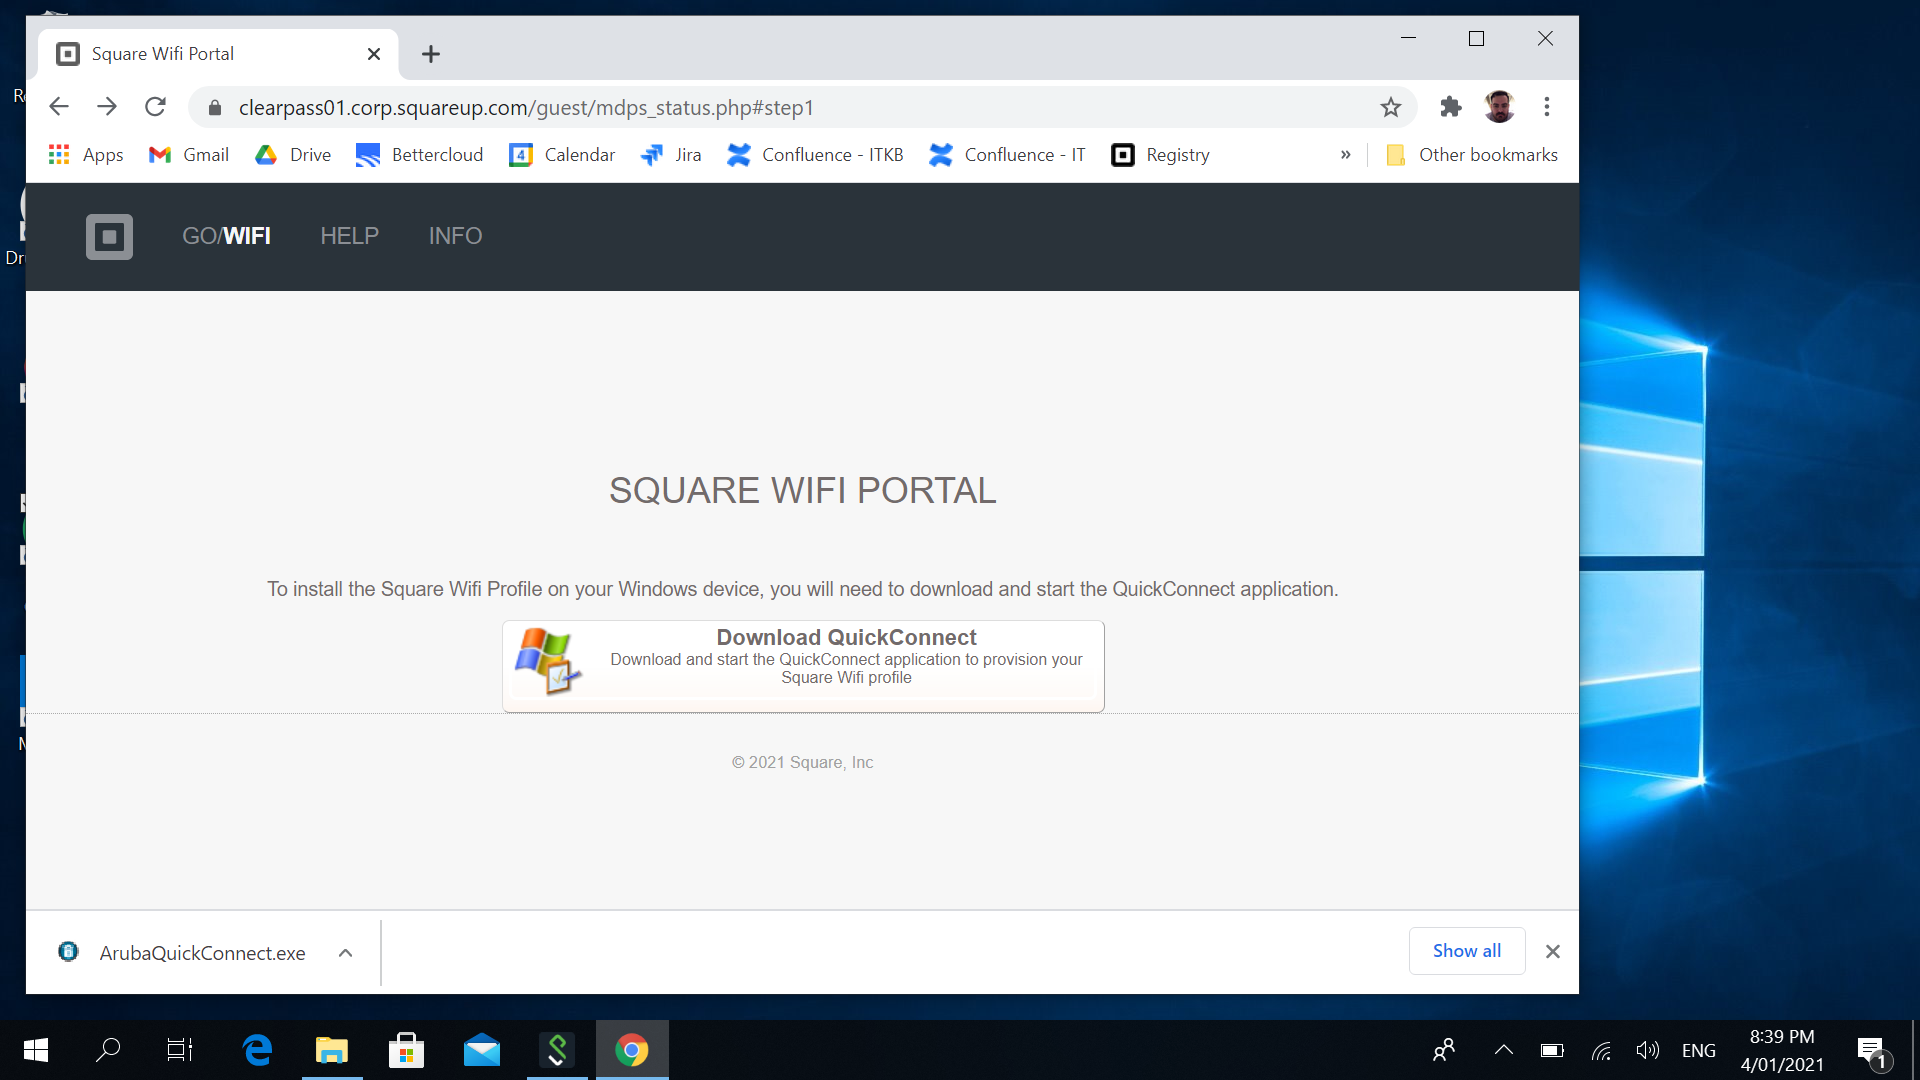 Square Wifi Portal
clearpass01.corp.squareup.com/guest/mdps_status.php#step1
Apps Gmail Drive Bettercloud 4 Calendar Jira Confluence - ITKB Confluence - IT Registry » Other bookmarks
GO/WIFI HELP INFO
SQUARE WIFI PORTAL
To install the Square Wifi Profile on your Windows device, you will need to download and start the QuickConnect application.
Download QuickConnect
Download and start the QuickConnect application to provision your
Square Wifi profile
© 2021 Square, Inc
ArubaQuickConnect.exe Show all
8:39 PM
ENG
4/01/2021
1